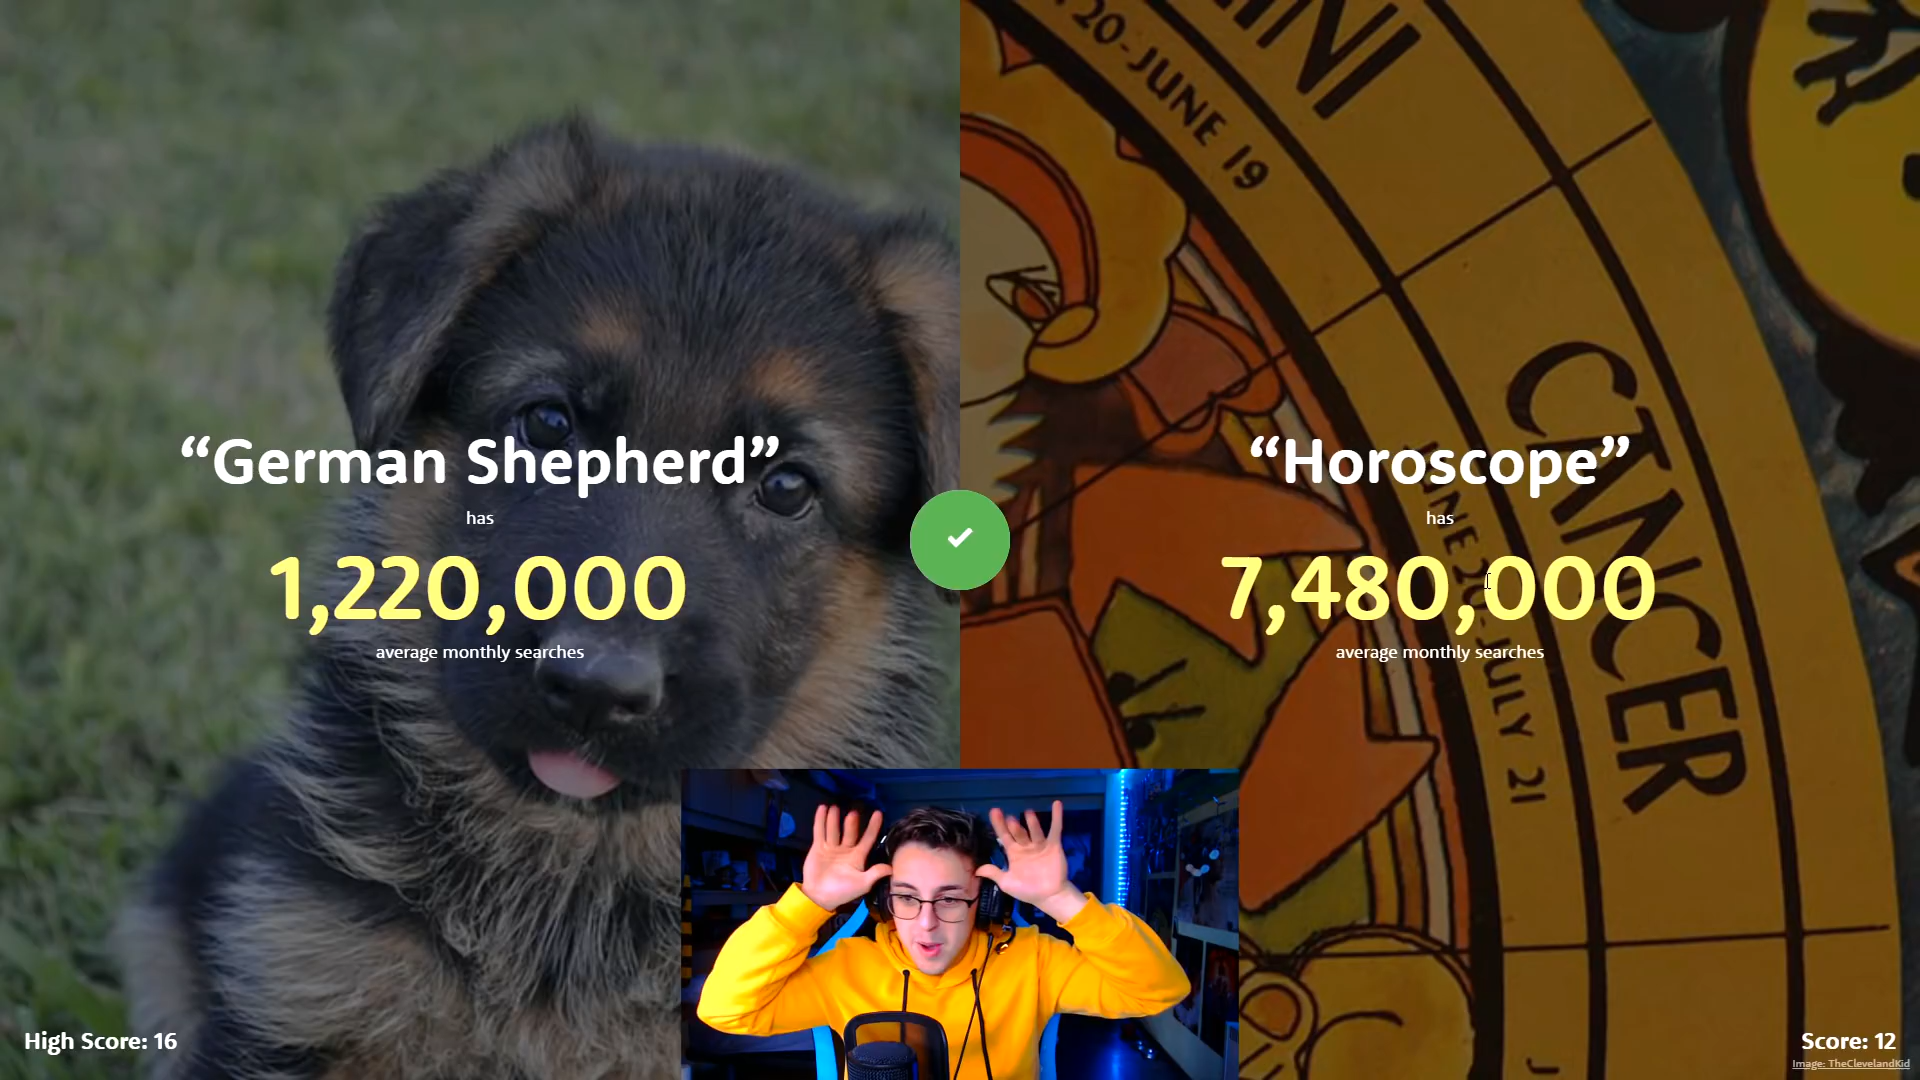 “German Shepherd”
has
1,220,000
average monthly searches
High Score: 16
20-JUNE 19
CANCER
JULY 21
“Horoscope”
has
7,480,000
average monthly searches
Score: 12
Image: TheClevelandKid